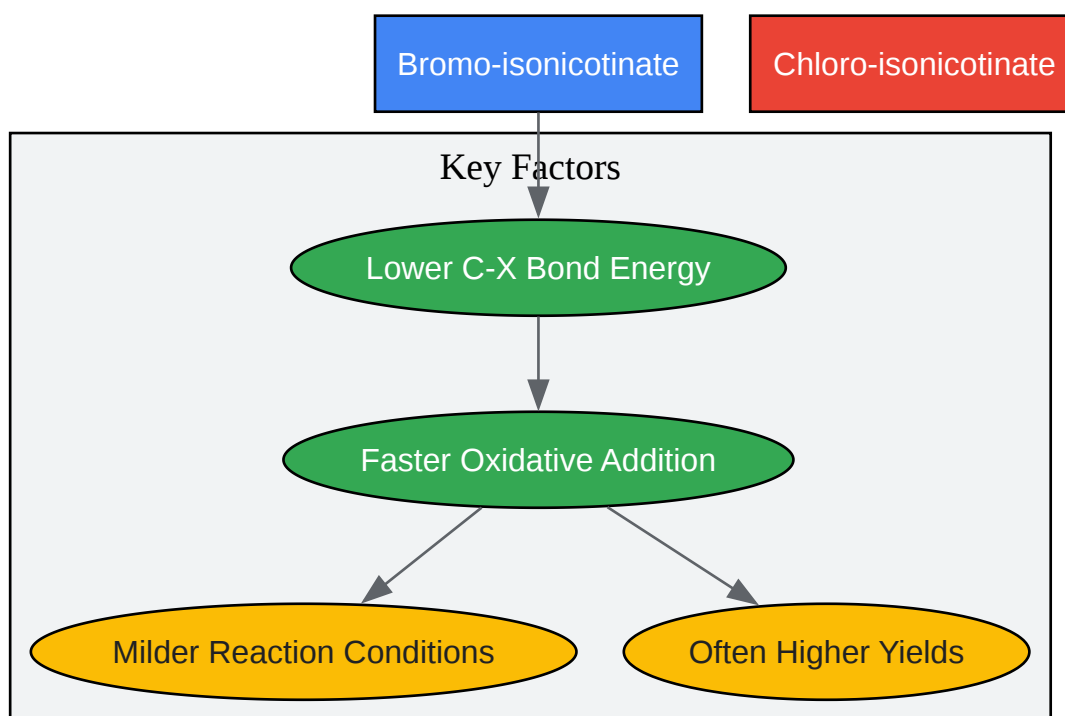 Bromo-isonicotinate
Chloro-isonicotinate
Key Factors
Lower C-X Bond Energy
Faster Oxidative Addition
Milder Reaction Conditions
Often Higher Yields